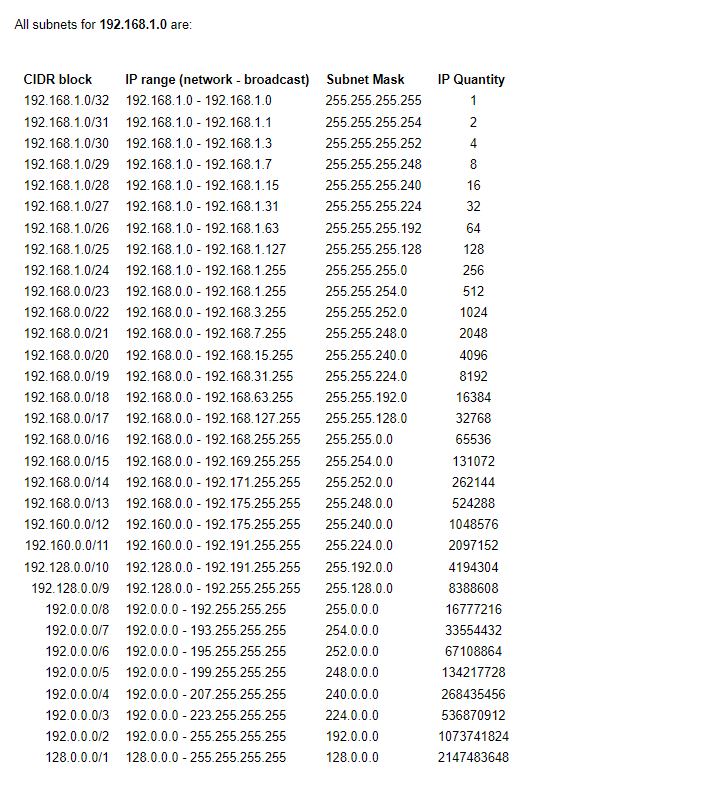 All subnets for 192.168.1.0 are:
CIDR block IP range (network - broadcast) Subnet Mask IP Quantity
192.168.1.0/32 192.168.1.0 - 192.168.1.0 255.255.255.255 1
192.168.1.0/31 192.168.1.0 - 192.168.1.1 255.255.255.254 2
192.168.1.0/30 192.168.1.0 - 192.168.1.3 255.255.255.252 4
192.168.1.0/29 192.168.1.0 - 192.168.1.7 255.255.255.248 8
192.168.1.0/28 192.168.1.0 - 192.168.1.15 255.255.255.240 16
192.168.1.0/27 192.168.1.0 - 192.168.1.31 255.255.255.224 32
192.168.1.0/26 192.168.1.0 - 192.168.1.63 255.255.255.192 64
192.168.1.0/25 192.168.1.0 - 192.168.1.127 255.255.255.128 128
192.168.1.0/24 192.168.1.0 - 192.168.1.255 255.255.255.0 256
192.168.0.0/23 192.168.0.0 - 192.168.1.255 255.255.254.0 512
192.168.0.0/22 192.168.0.0 - 192.168.3.255 255.255.252.0 1024
192.168.0.0/21 192.168.0.0 - 192.168.7.255 255.255.248.0 2048
192.168.0.0/20 192.168.0.0 - 192.168.15.255 255.255.240.0 4096
192.168.0.0/19 192.168.0.0 - 192.168.31.255 255.255.224.0 8192
192.168.0.0/18 192.168.0.0 - 192.168.63.255 255.255.192.0 16384
192.168.0.0/17 192.168.0.0 - 192.168.127.255 255.255.128.0 32768
192.168.0.0/16 192.168.0.0 - 192.168.255.255 255.255.0.0 65536
192.168.0.0/15 192.168.0.0 - 192.169.255.255 255.254.0.0 131072
192.168.0.0/14 192.168.0.0 - 192.171.255.255 255.252.0.0 262144
192.168.0.0/13 192.168.0.0 - 192.175.255.255 255.248.0.0 524288
192.160.0.0/12 192.160.0.0 - 192.175.255.255 255.240.0.0 1048576
192.160.0.0/11 192.160.0.0 - 192.191.255.255 255.224.0.0 2097152
192.128.0.0/10 192.128.0.0 - 192.191.255.255 255.192.0.0 4194304
192.128.0.0/9 192.128.0.0 - 192.255.255.255 255.128.0.0 8388608
192.0.0.0/8 192.0.0.0 - 192.255.255.255 255.0.0.0 16777216
192.0.0.0/7 192.0.0.0 - 193.255.255.255 254.0.0.0 33554432
192.0.0.0/6 192.0.0.0 - 195.255.255.255 252.0.0.0 67108864
192.0.0.0/5 192.0.0.0 - 199.255.255.255 248.0.0.0 134217728
192.0.0.0/4 192.0.0.0 - 207.255.255.255 240.0.0.0 268435456
192.0.0.0/3 192.0.0.0 - 223.255.255.255 224.0.0.0 536870912
192.0.0.0/2 192.0.0.0 - 255.255.255.255 192.0.0.0 1073741824
128.0.0.0/1 128.0.0.0 - 255.255.255.255 128.0.0.0 2147483648